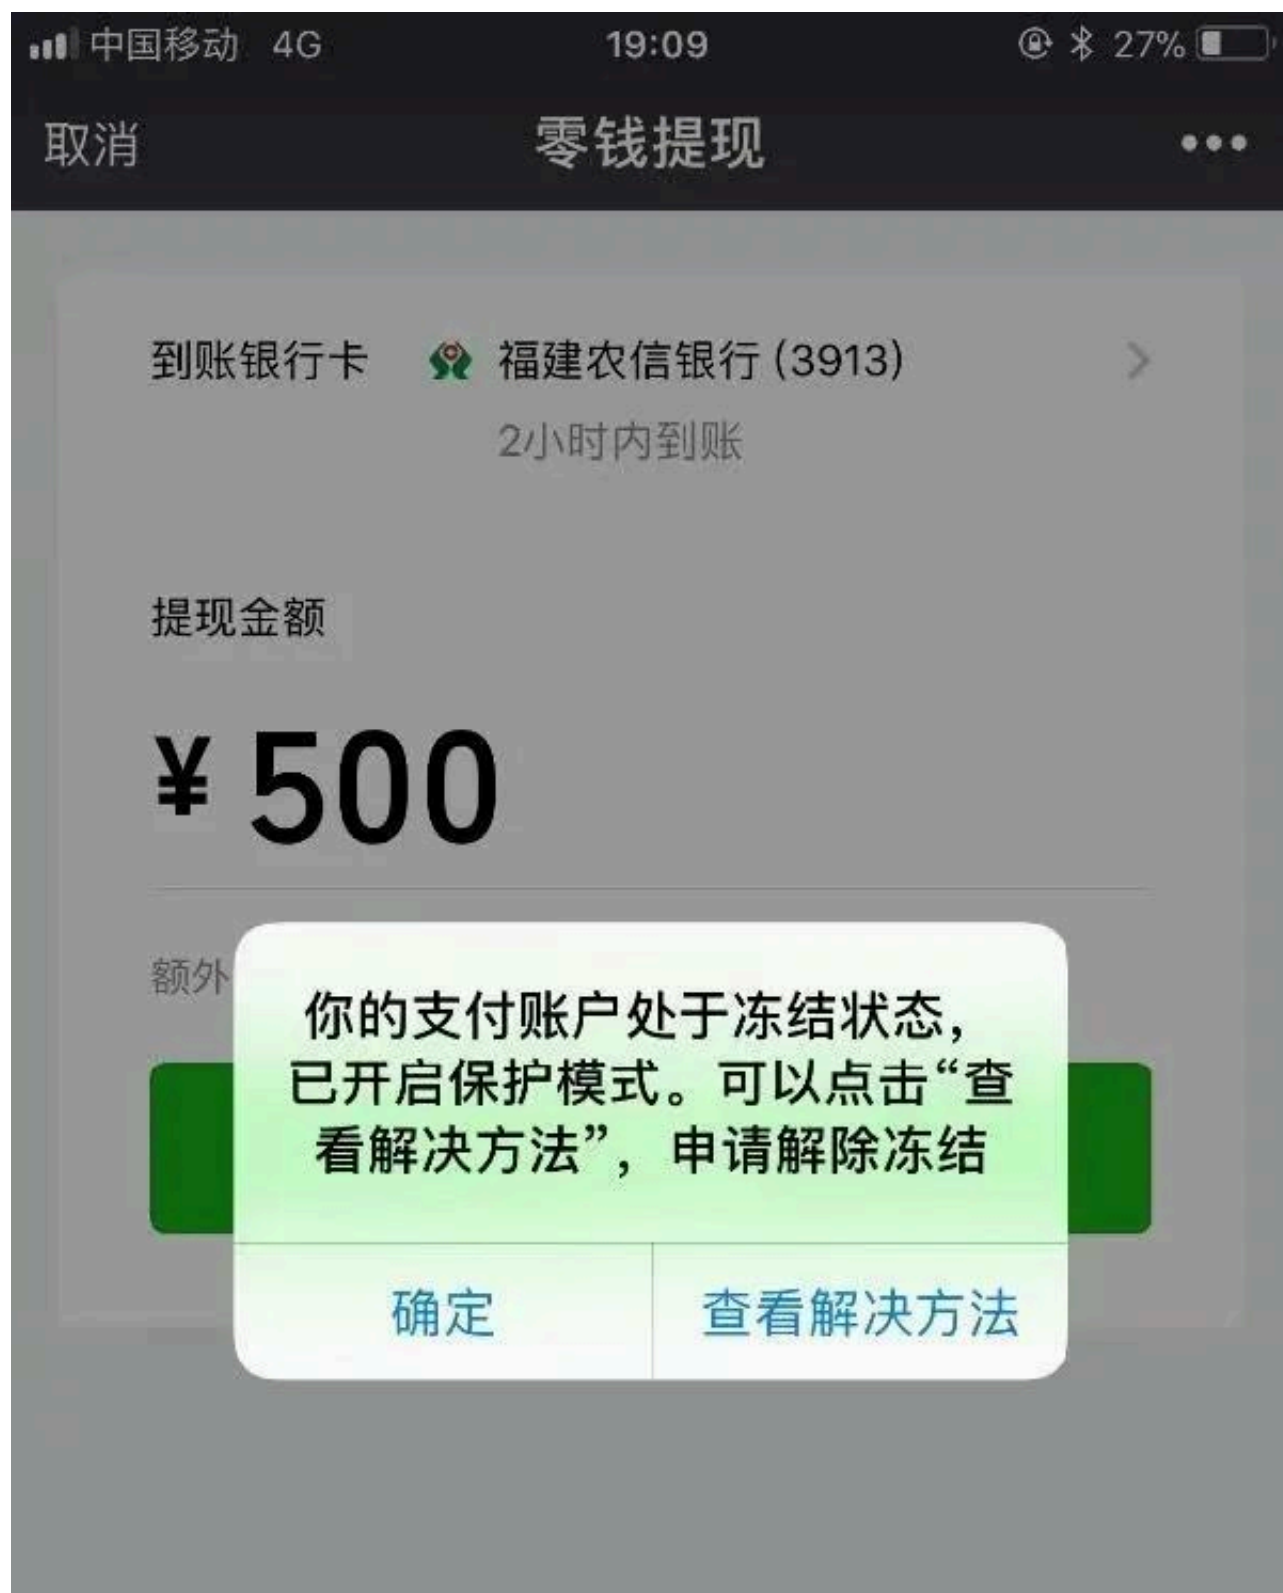 中国移动 4G 19:09 27%
取消 零钱提现
到账银行卡 福建农信银行 (3913)
2小时内到账
提现金额
¥ 500
额外
你的支付账户处于冻结状态，
已开启保护模式。可以点击“查
看解决方法”，申请解除冻结
确定 查看解决方法